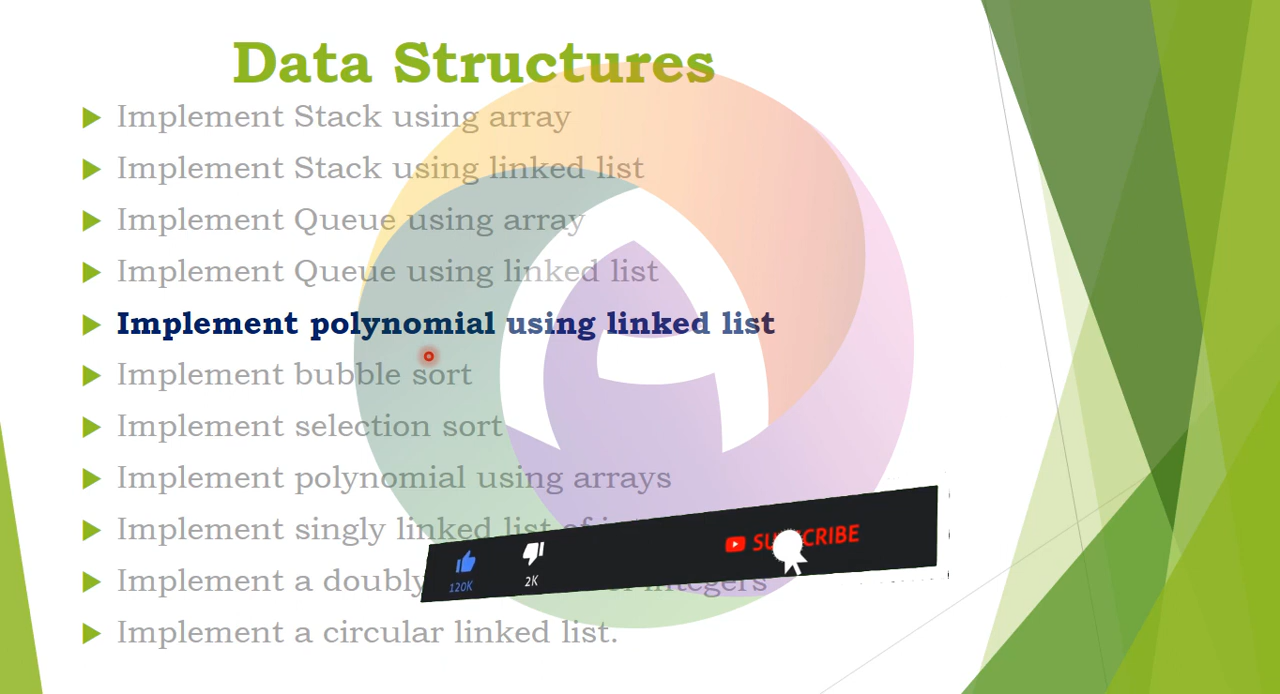 Data Structures
Implement Stack using array
Implement Stack using linked list
Implement Queue using array
Implement Queue using linked list
Implement polynomial using linked list
Implement bubble sort
Implement selection sort
Implement polynomial using arrays
Implement singly linked list of
Implement a doubly integers
Implement a circular linked list.
120K
2K